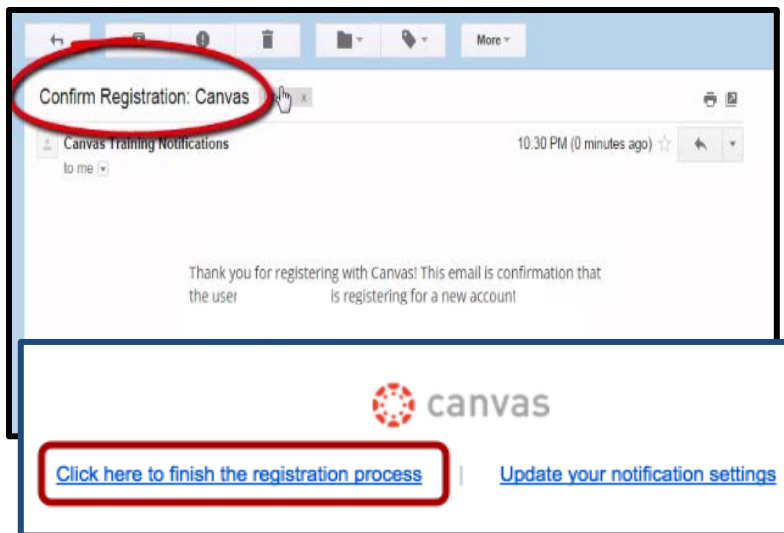 More
Confirm Registration: Canvas x
Canvas Training Notifications 10:30 PM (0 minutes ago)
to me
Thank you for registering with Canvas! This email is confirmation that
the user is registering for a new account
canvas
Click here to finish the registration process | Update your notification settings